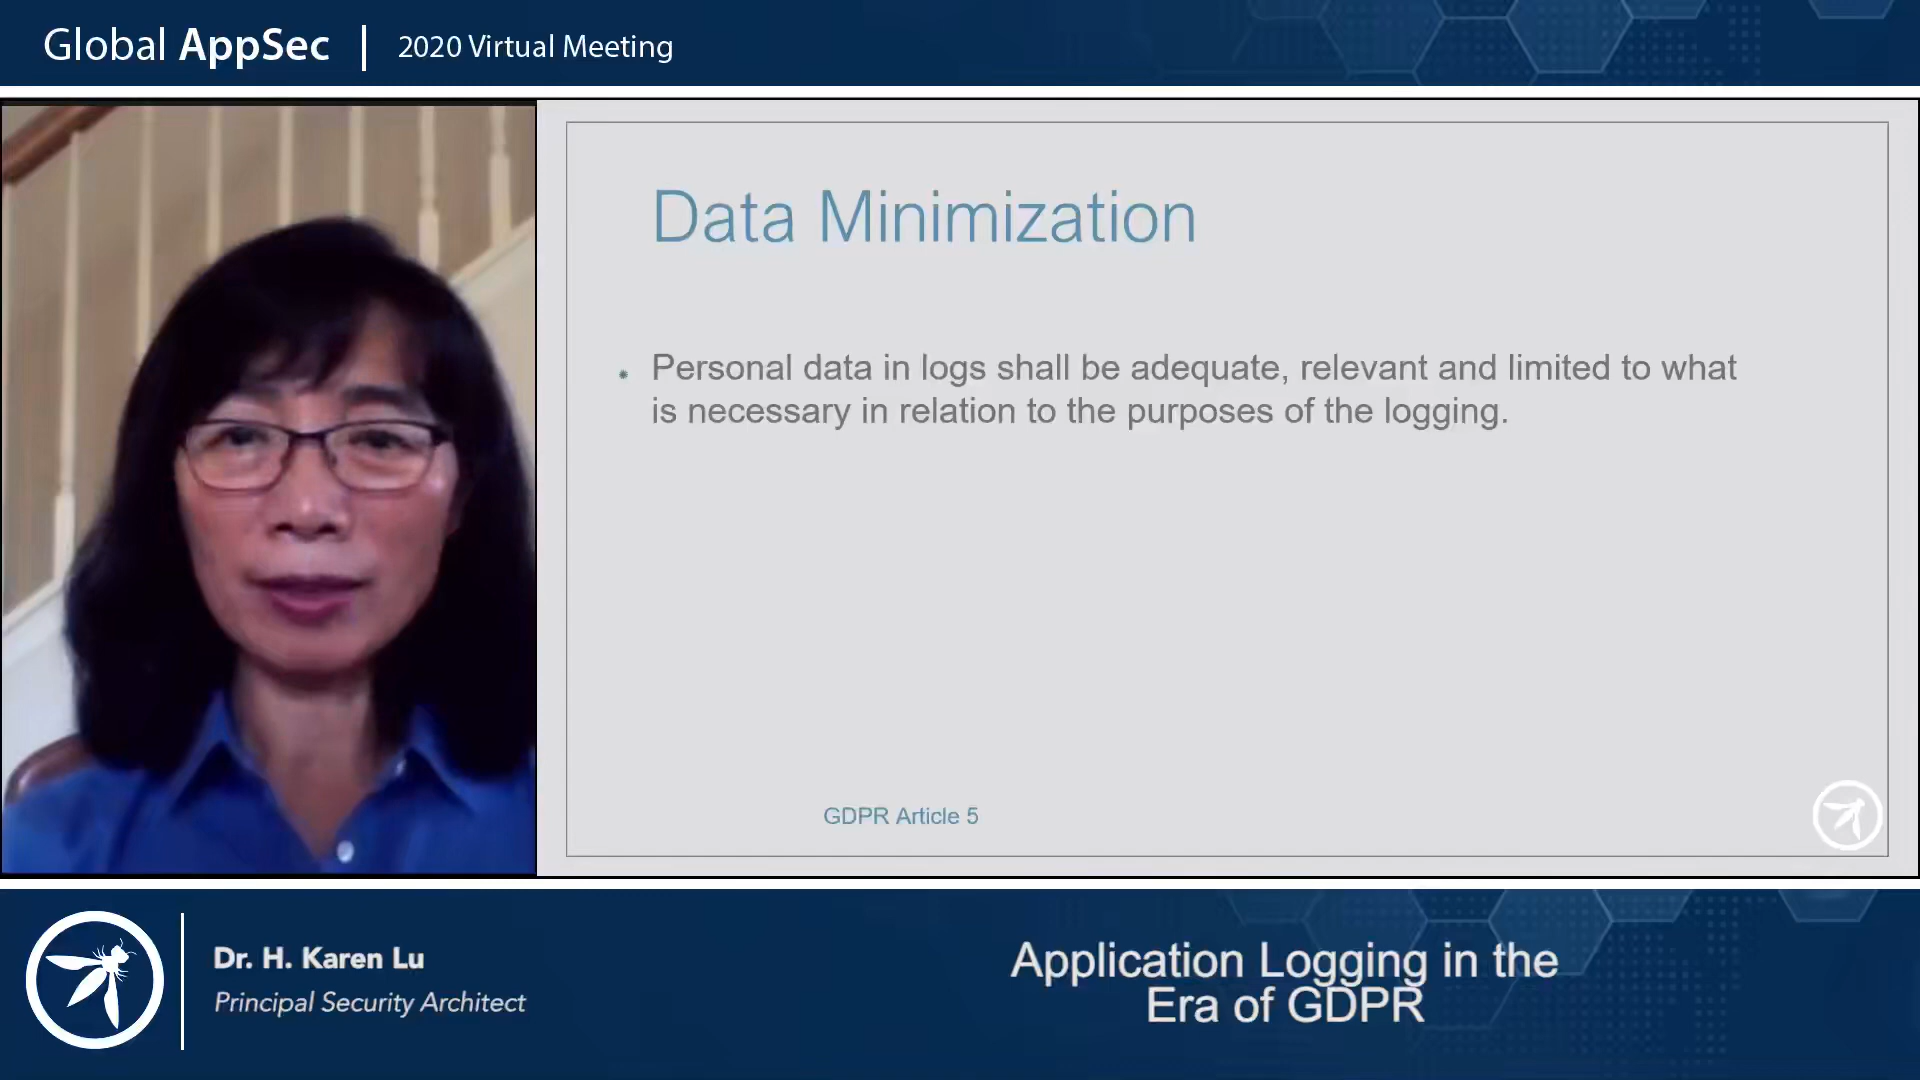 Global AppSec | 2020 Virtual Meeting
Data Minimization
Personal data in logs shall be adequate, relevant and limited to what
is necessary in relation to the purposes of the logging.
GDPR Article 5
Dr. H. Karen Lu
Principal Security Architect
Application Logging in the
Era of GDPR